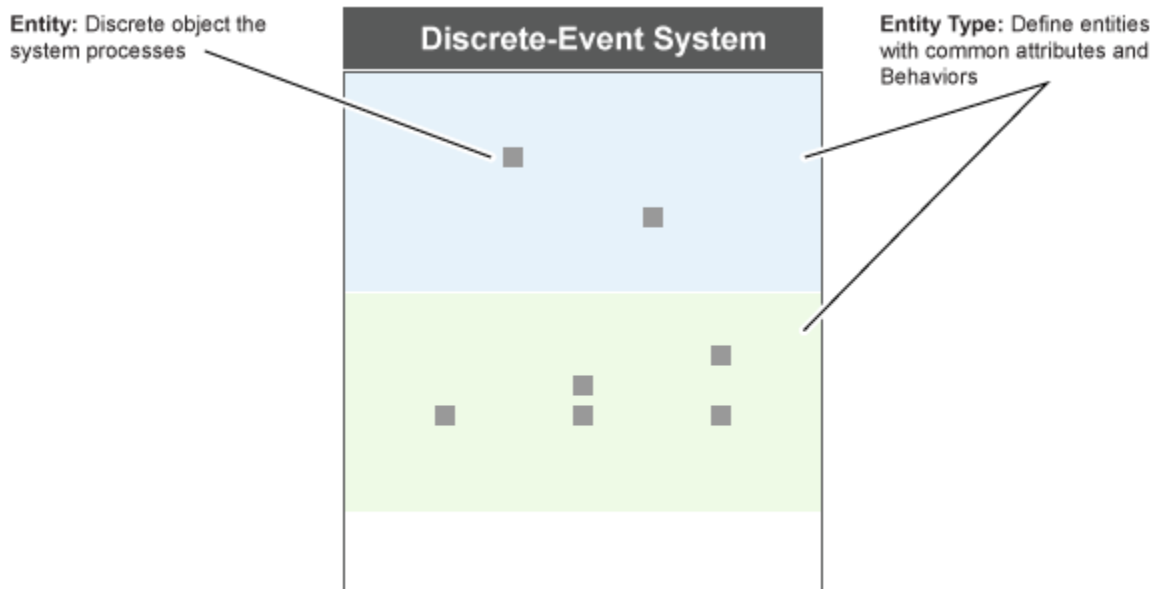 Entity: Discrete object the
system processes
Discrete-Event System
Entity Type: Define entities
with common attributes and
Behaviors